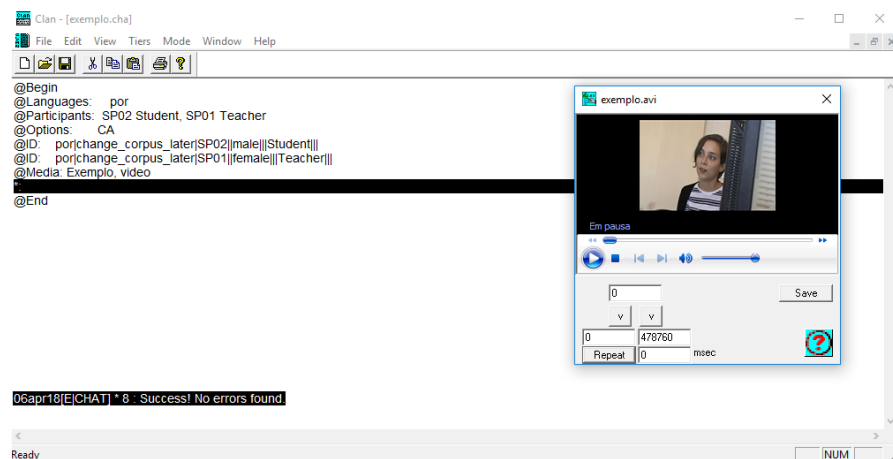 Clan - [exemplo.cha]
File Edit View Tiers Mode Window Help
@Begin
@Languages: por
@Participants: SP02 Student, SP01 Teacher
@Options: CA
@ID: por|change_corpus_later|SP02||male|||Student|||
@ID: por|change_corpus_later|SP01||female|||Teacher|||
@Media: Exemplo, video
*:
@End
exemplo.avi
Em pausa
0
Save
v v
0 478760
Repeat 0 msec
06apr18[E|CHAT] * 8 : Success! No errors found.
Ready
NUM